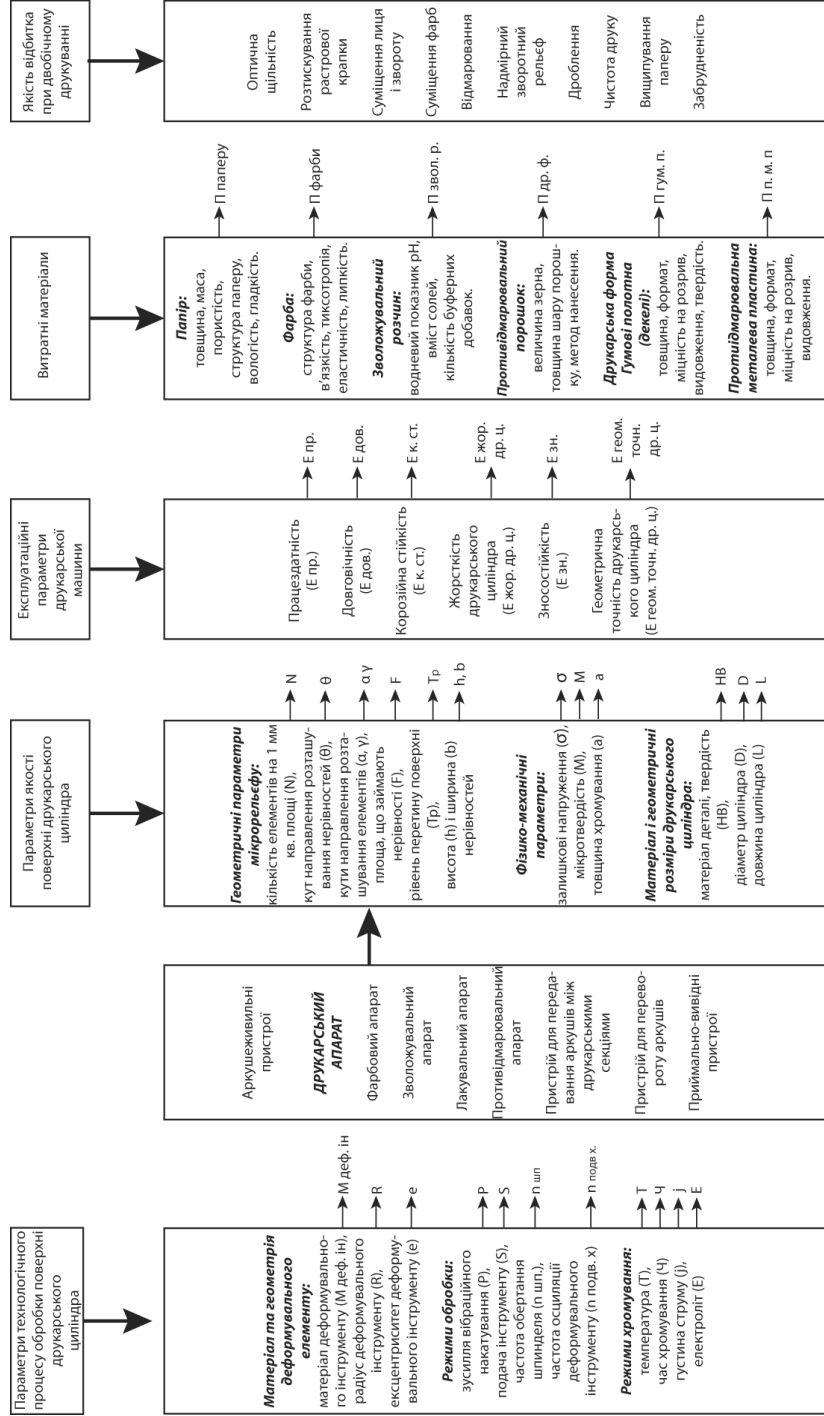 Параметри технологічного
процесу обробки поверхні
друкарського
циліндра
Матеріал та геометрія
деформувального
елементу:
матеріал деформувально-
го інструменту (М деф. ін),
радіус деформувального
інструменту (R),
ексцентриситет деформу-
вального інструменту (е)
М деф. ін
R
e
Режими обробки:
зусилля вібраційного
накатування (Р),
подача інструменту (S),
частота обертання
шпинделя (n шп.),
частота осциляції
деформувального
інструменту (n подв. х)
P
S
n шп
n подв х.
Режими хромування:
температура (Т),
час хромування (Ч)
густина струму (j),
електроліт (Е)
Т
Ч
j
Е
Аркушеживильні
пристрої
ДРУКАРСЬКИЙ
АПАРАТ
Фарбовий апарат
Зволожувальний
апарат
Лакувальний апарат
Противідмарювальний
апарат
Пристрій для переда-
вання аркушів між
друкарськими
секціями
Пристрій для перево-
роту аркушів
Приймально-вивідні
пристрої
Параметри якості
поверхні друкарського
циліндра
Геометричні параметри
мікрорельєфу:
кількість елементів на 1 мм
кв. площі (N),
кут направлення розташу-
вання нерівностей (θ),
кути направлення розта-
шування елементів (α, γ),
площа, що займають
нерівності (F),
рівень перетину поверхні
(Тр),
висота (h) і ширина (b)
нерівностей
N
θ
α γ
F
Тр
h, b
Фізико-механічні
параметри:
залишкові напруження (σ),
мікротвердість (М),
товщина хромування (а)
σ
М
а
Матеріал і геометричні
розміри друкарського
циліндра:
матеріал деталі, твердість
(НВ),
діаметр циліндра (D),
довжина циліндра (L)
НВ
D
L
Експлуатаційні
параметри
друкарської
машини
Працездатність
(Е пр.)
Довговічність
(Е дов.)
Корозійна стійкість
(Е к. ст.)
Жорсткість
друкарського
циліндра
(Е жор. др. ц.)
Зносостійкість
(Е зн.)
Геометрична
точність друкарсь-
кого циліндра
(Е геом. точн. др. ц.)
Е пр.
Е дов.
Е к. ст.
Е жор.
др. ц.
Е зн.
Е геом.
точн.
др. ц.
Витратні матеріали
Папір:
товщина, маса,
пористість,
структура паперу,
вологість, гладкість.
П паперу
Фарба:
структура фарби,
в'язкість, тиксотропія,
еластичність, липкість.
П фарби
Зволожувальний
розчин:
водневий показник рН,
вміст солей,
кількість буферних
добавок.
П звол. р.
Противідмарювальний
порошок:
величина зерна,
товщина шару порош-
ку, метод нанесення.
П др. ф.
Друкарська форма
Гумові полотна
(декелі):
товщина, формат,
міцність на розрив,
видовження, твердість.
П гум. п.
Протидмарювальна
металева пластина:
товщина, формат,
міцність на розрив,
видовження.
П п. м. п
Якість відбитка
при двобічному
друкуванні
Оптична
щільність
Розтискування
растрової
крапки
Суміщення лиця
і звороту
Суміщення фарб
Відмарювання
Надмірний
зворотний
рельєф
Дроблення
Чистота друку
Вищипування
паперу
Забрудненість